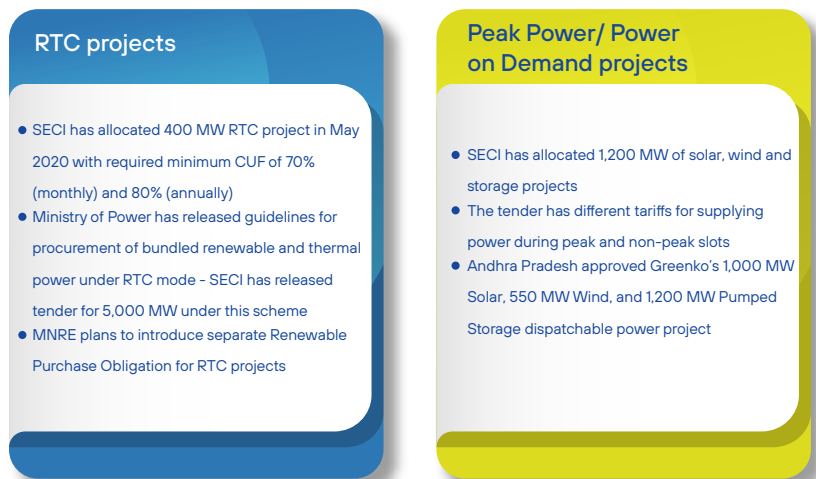 RTC projects
• SECI has allocated 400 MW RTC project in May
2020 with required minimum CUF of 70%
(monthly) and 80% (annually)
• Ministry of Power has released guidelines for
procurement of bundled renewable and thermal
power under RTC mode - SECI has released
tender for 5,000 MW under this scheme
• MNRE plans to introduce separate Renewable
Purchase Obligation for RTC projects
Peak Power/ Power
on Demand projects
• SECI has allocated 1,200 MW of solar, wind and
storage projects
• The tender has different tariffs for supplying
power during peak and non-peak slots
• Andhra Pradesh approved Greenko's 1,000 MW
Solar, 550 MW Wind, and 1,200 MW Pumped
Storage dispatchable power project